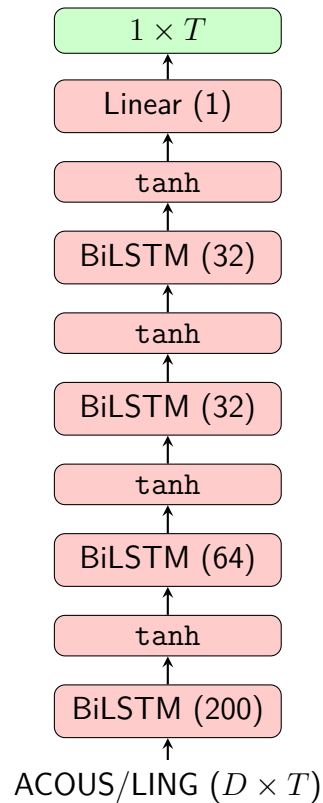 1 × T
Linear (1)
tanh
BiLSTM (32)
tanh
BiLSTM (32)
tanh
BiLSTM (64)
tanh
BiLSTM (200)
ACOUS/LING (D × T)